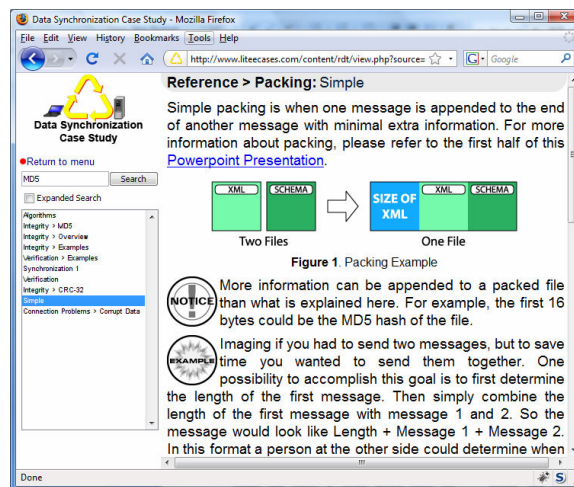 Data Synchronization Case Study - Mozilla Firefox
File Edit View History Bookmarks Tools Help
http://www.liteecases.com/content/rdt/view.php?source=
G Google
Data Synchronization
Case Study
Return to menu
MD5 Search
Expanded Search
Algorithms
Integrity > MD5
Integrity > Overview
Integrity > Examples
Verification > Examples
Synchronization 1
Verification
Integrity > CRC-32
Simple
Connection Problems > Corrupt Data
Reference > Packing: Simple
Simple packing is when one message is appended to the end
of another message with minimal extra information. For more
information about packing, please refer to the first half of this
Powerpoint Presentation.
XML SCHEMA SIZE OF XML XML SCHEMA
Two Files One File
Figure 1. Packing Example
NOTICE
More information can be appended to a packed file
than what is explained here. For example, the first 16
bytes could be the MD5 hash of the file.
EXAMPLE
Imaging if you had to send two messages, but to save
time you wanted to send them together. One
possibility to accomplish this goal is to first determine
the length of the first message. Then simply combine the
length of the first message with message 1 and 2. So the
message would look like Length + Message 1 + Message 2.
In this format a person at the other side could determine when
Done
S